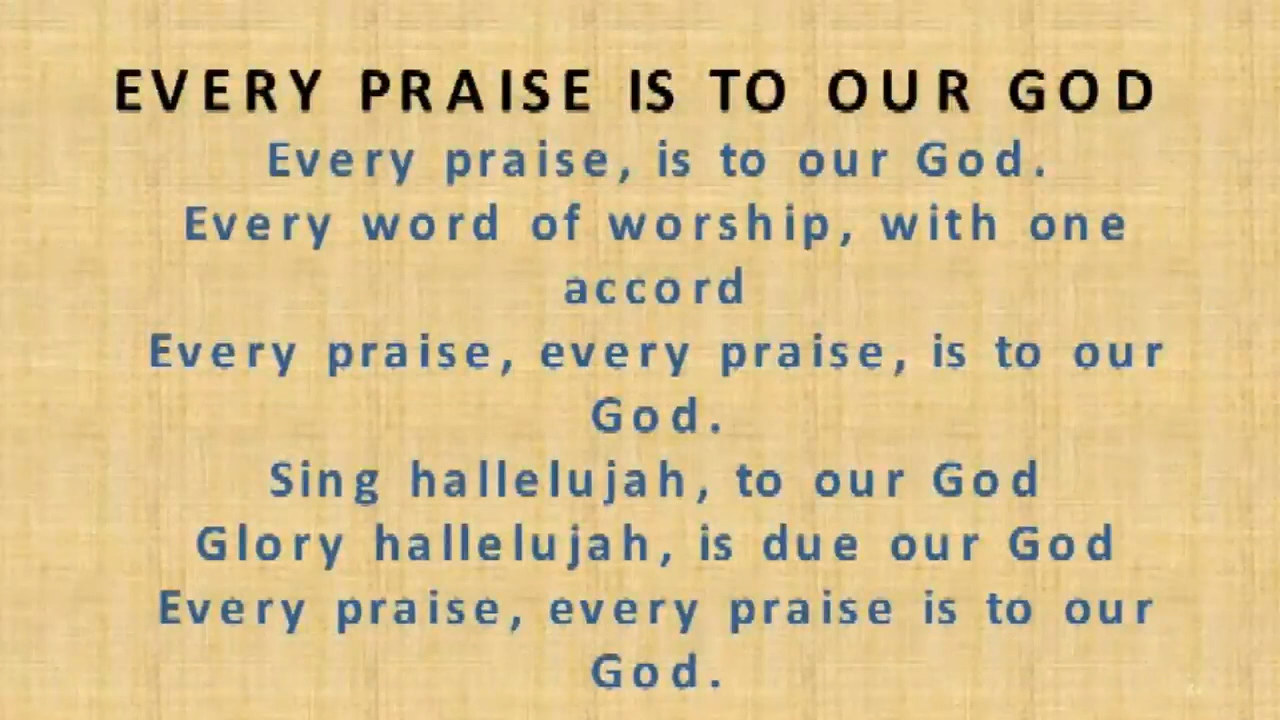 EVERY PRAISE IS TO OUR GOD
Every praise, is to our God.
Every word of worship, with one
accord
Every praise, every praise, is to our
God.
Sing hallelujah, to our God
Glory hallelujah, is due our God
Every praise, every praise is to our
God.